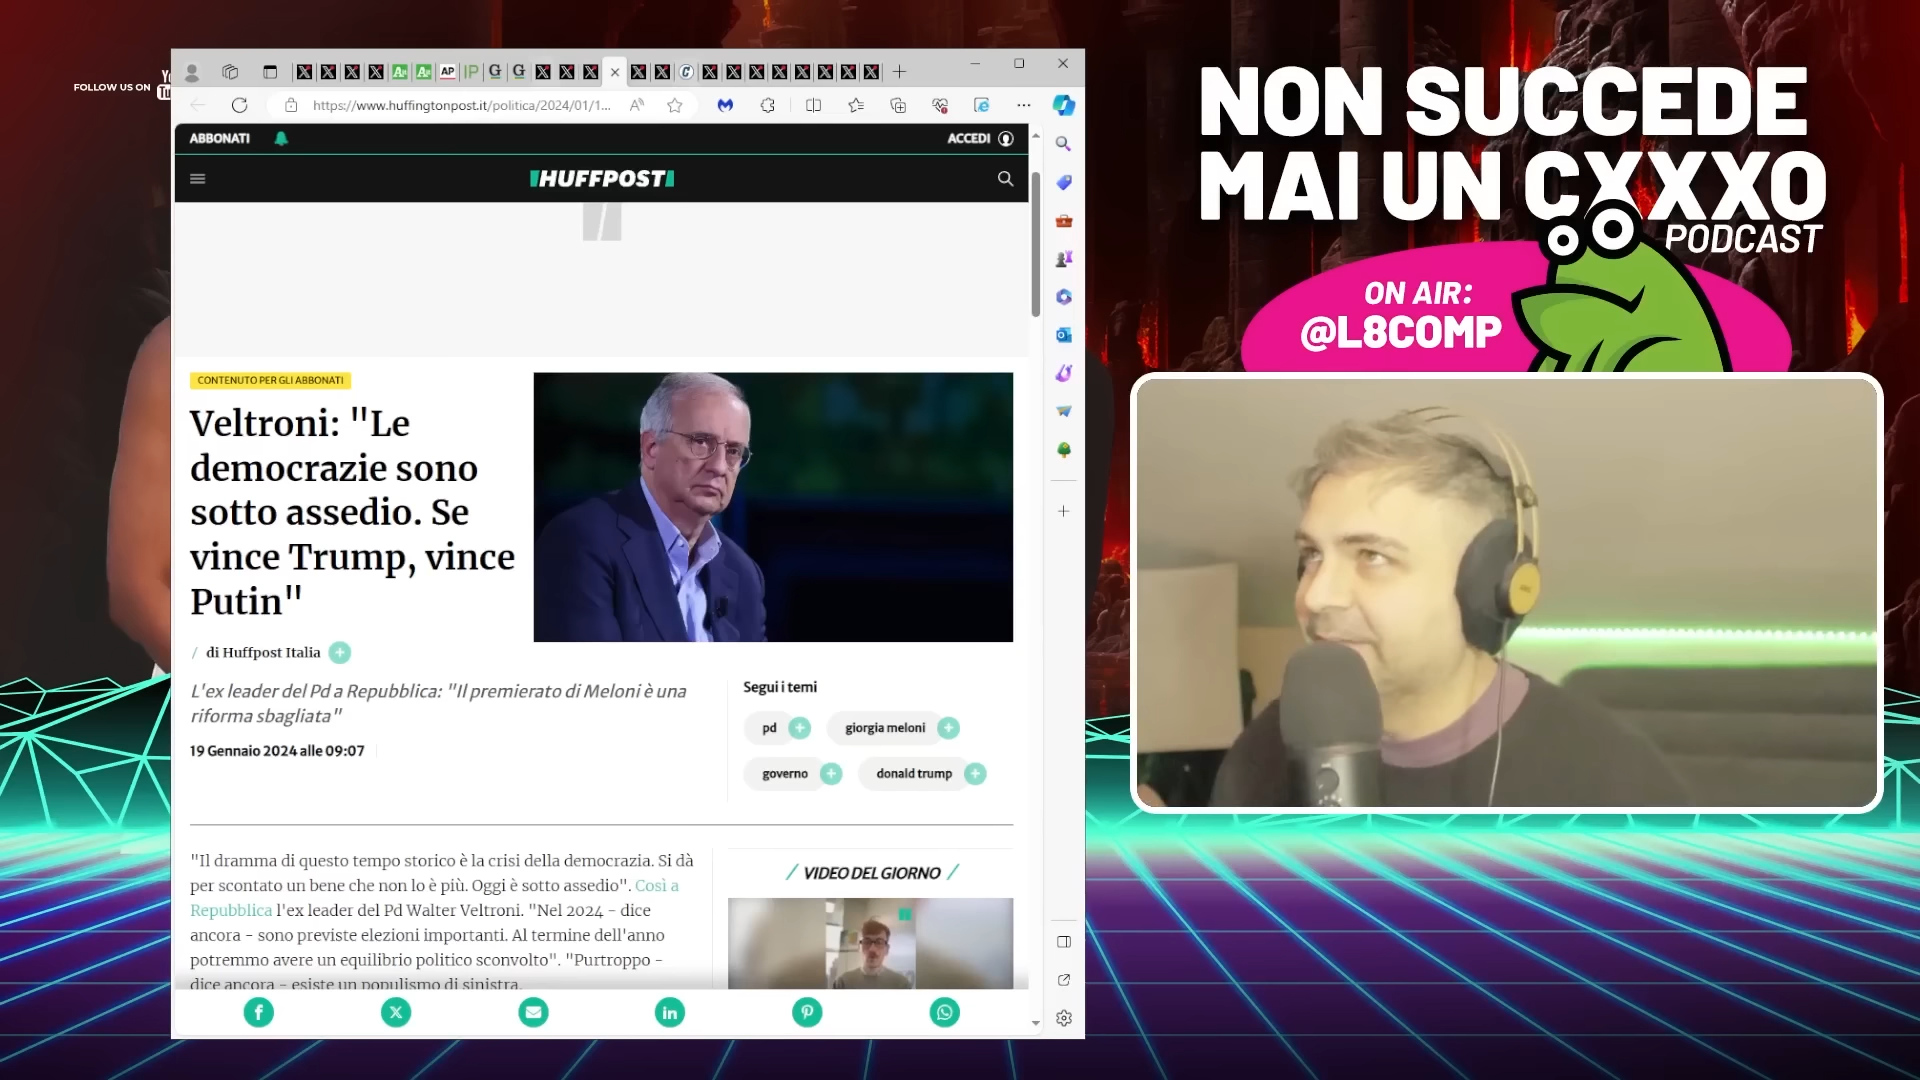 FOLLOW US ON
https://www.huffingtonpost.it/politica/2024/01/1...
ABBONATI
ACCEDI
HUFFPOST
CONTENUTO PER GLI ABBONATI
Veltroni: "Le
democrazie sono
sotto assedio. Se
vince Trump, vince
Putin"
/ di Huffpost Italia
L'ex leader del Pd a Repubblica: "Il premierato di Meloni è una
riforma sbagliata"
19 Gennaio 2024 alle 09:07
Segui i temi
pd
giorgia meloni
governo
donald trump
"Il dramma di questo tempo storico è la crisi della democrazia. Si dà
per scontato un bene che non lo è più. Oggi è sotto assedio". Così a
Repubblica l'ex leader del Pd Walter Veltroni. "Nel 2024 - dice
ancora - sono previste elezioni importanti. Al termine dell'anno
potremmo avere un equilibrio politico sconvolto". "Purtroppo -
dice ancora - esiste un populismo di sinistra.
/ VIDEO DEL GIORNO /
NON SUCCEDE
MAI UN CXXXO
PODCAST
ON AIR:
@L8COMP